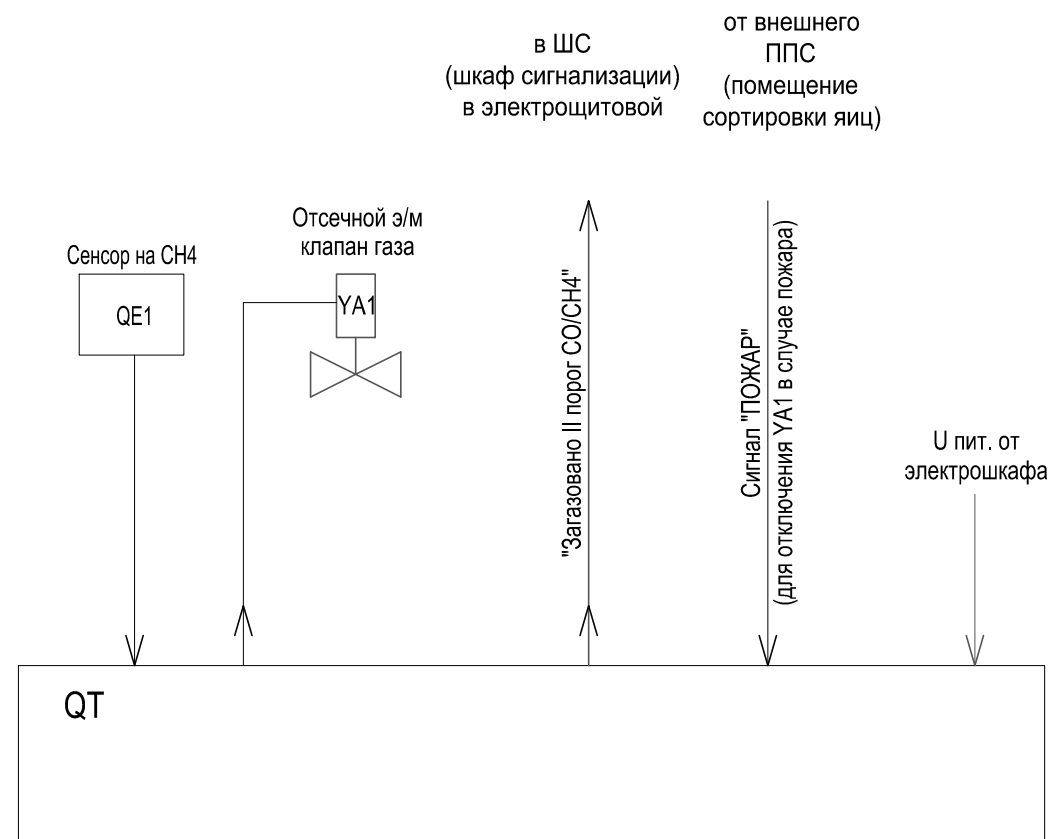 в ШС
(шкаф сигнализации)
в электрощитовой
от внешнего
ППС
(помещение
сортировки яиц)
Сенсор на CH4
QE1
Отсечной э/м
клапан газа
YA1
"Загазовано II порог CO/CH4"
Сигнал "ПОЖАР"
(для отключения YA1 в случае пожара)
U пит. от
электрошкафа
QT